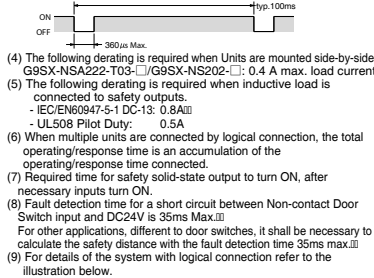 typ.100ms
ON
OFF
360µs Max.
(4) The following derating is required when Units are mounted side-by-side
G9SX-NSA222-T03-□/G9SX-NS202-□: 0.4 A max. load current
(5) The following derating is required when inductive load is
connected to safety outputs.
- IEC/EN60947-5-1 DC-13: 0.8A
- UL508 Pilot Duty: 0.5A
(6) When multiple units are connected by logical connection, the total
operating/response time is an accumulation of the
operating/response time connected.
(7) Required time for safety solid-state output to turn ON, after
necessary inputs turn ON.
(8) Fault detection time for a short circuit between Non-contact Door
Switch input and DC24V is 35ms Max.
For other applications, different to door switches, it shall be necessary to
calculate the safety distance with the fault detection time 35ms max.
(9) For details of the system with logical connection refer to the
illustration below.